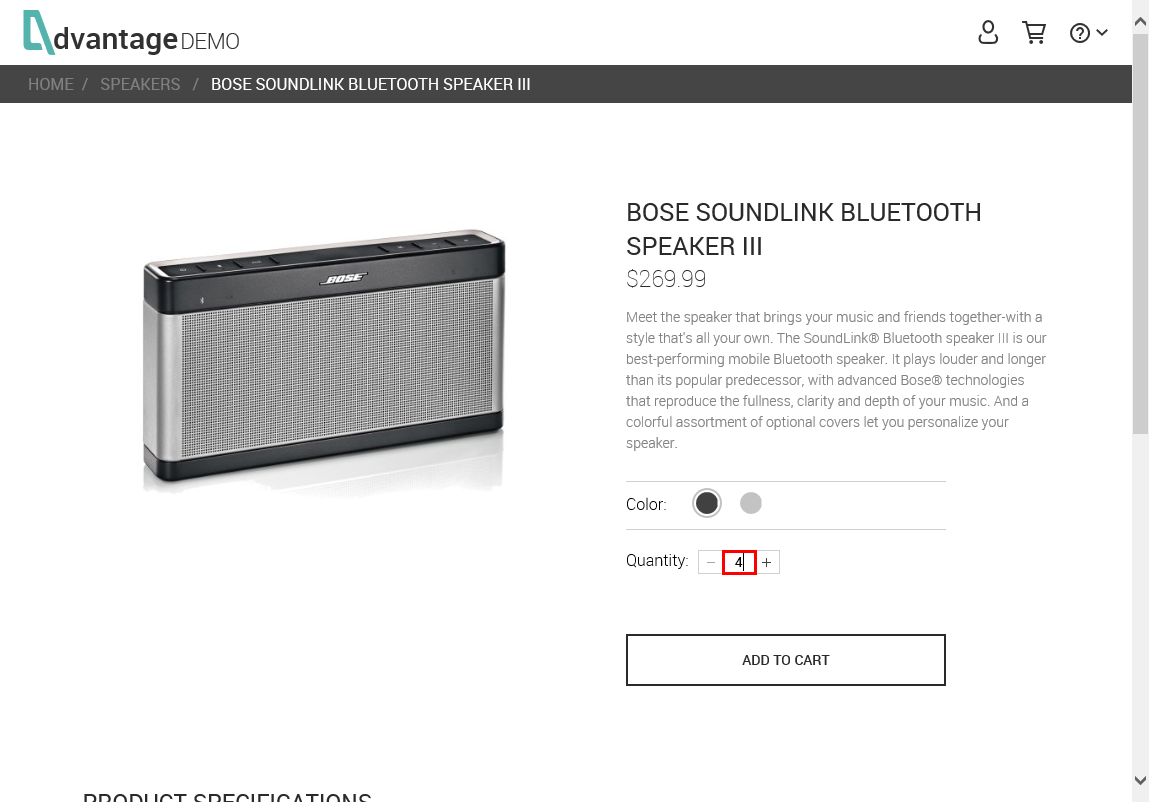 dvantage DEMO
HOME / SPEAKERS / BOSE SOUNDLINK BLUETOOTH SPEAKER III
BOSE
BOSE SOUNDLINK BLUETOOTH
SPEAKER III
$269.99
Meet the speaker that brings your music and friends together-with a
style that's all your own. The SoundLink® Bluetooth speaker III is our
best-performing mobile Bluetooth speaker. It plays louder and longer
than its popular predecessor, with advanced Bose® technologies
that reproduce the fullness, clarity and depth of your music. And a
colorful assortment of optional covers let you personalize your
speaker.
Color:
Quantity: − 4 +
ADD TO CART
PRODUCT SPECIFICATIONS